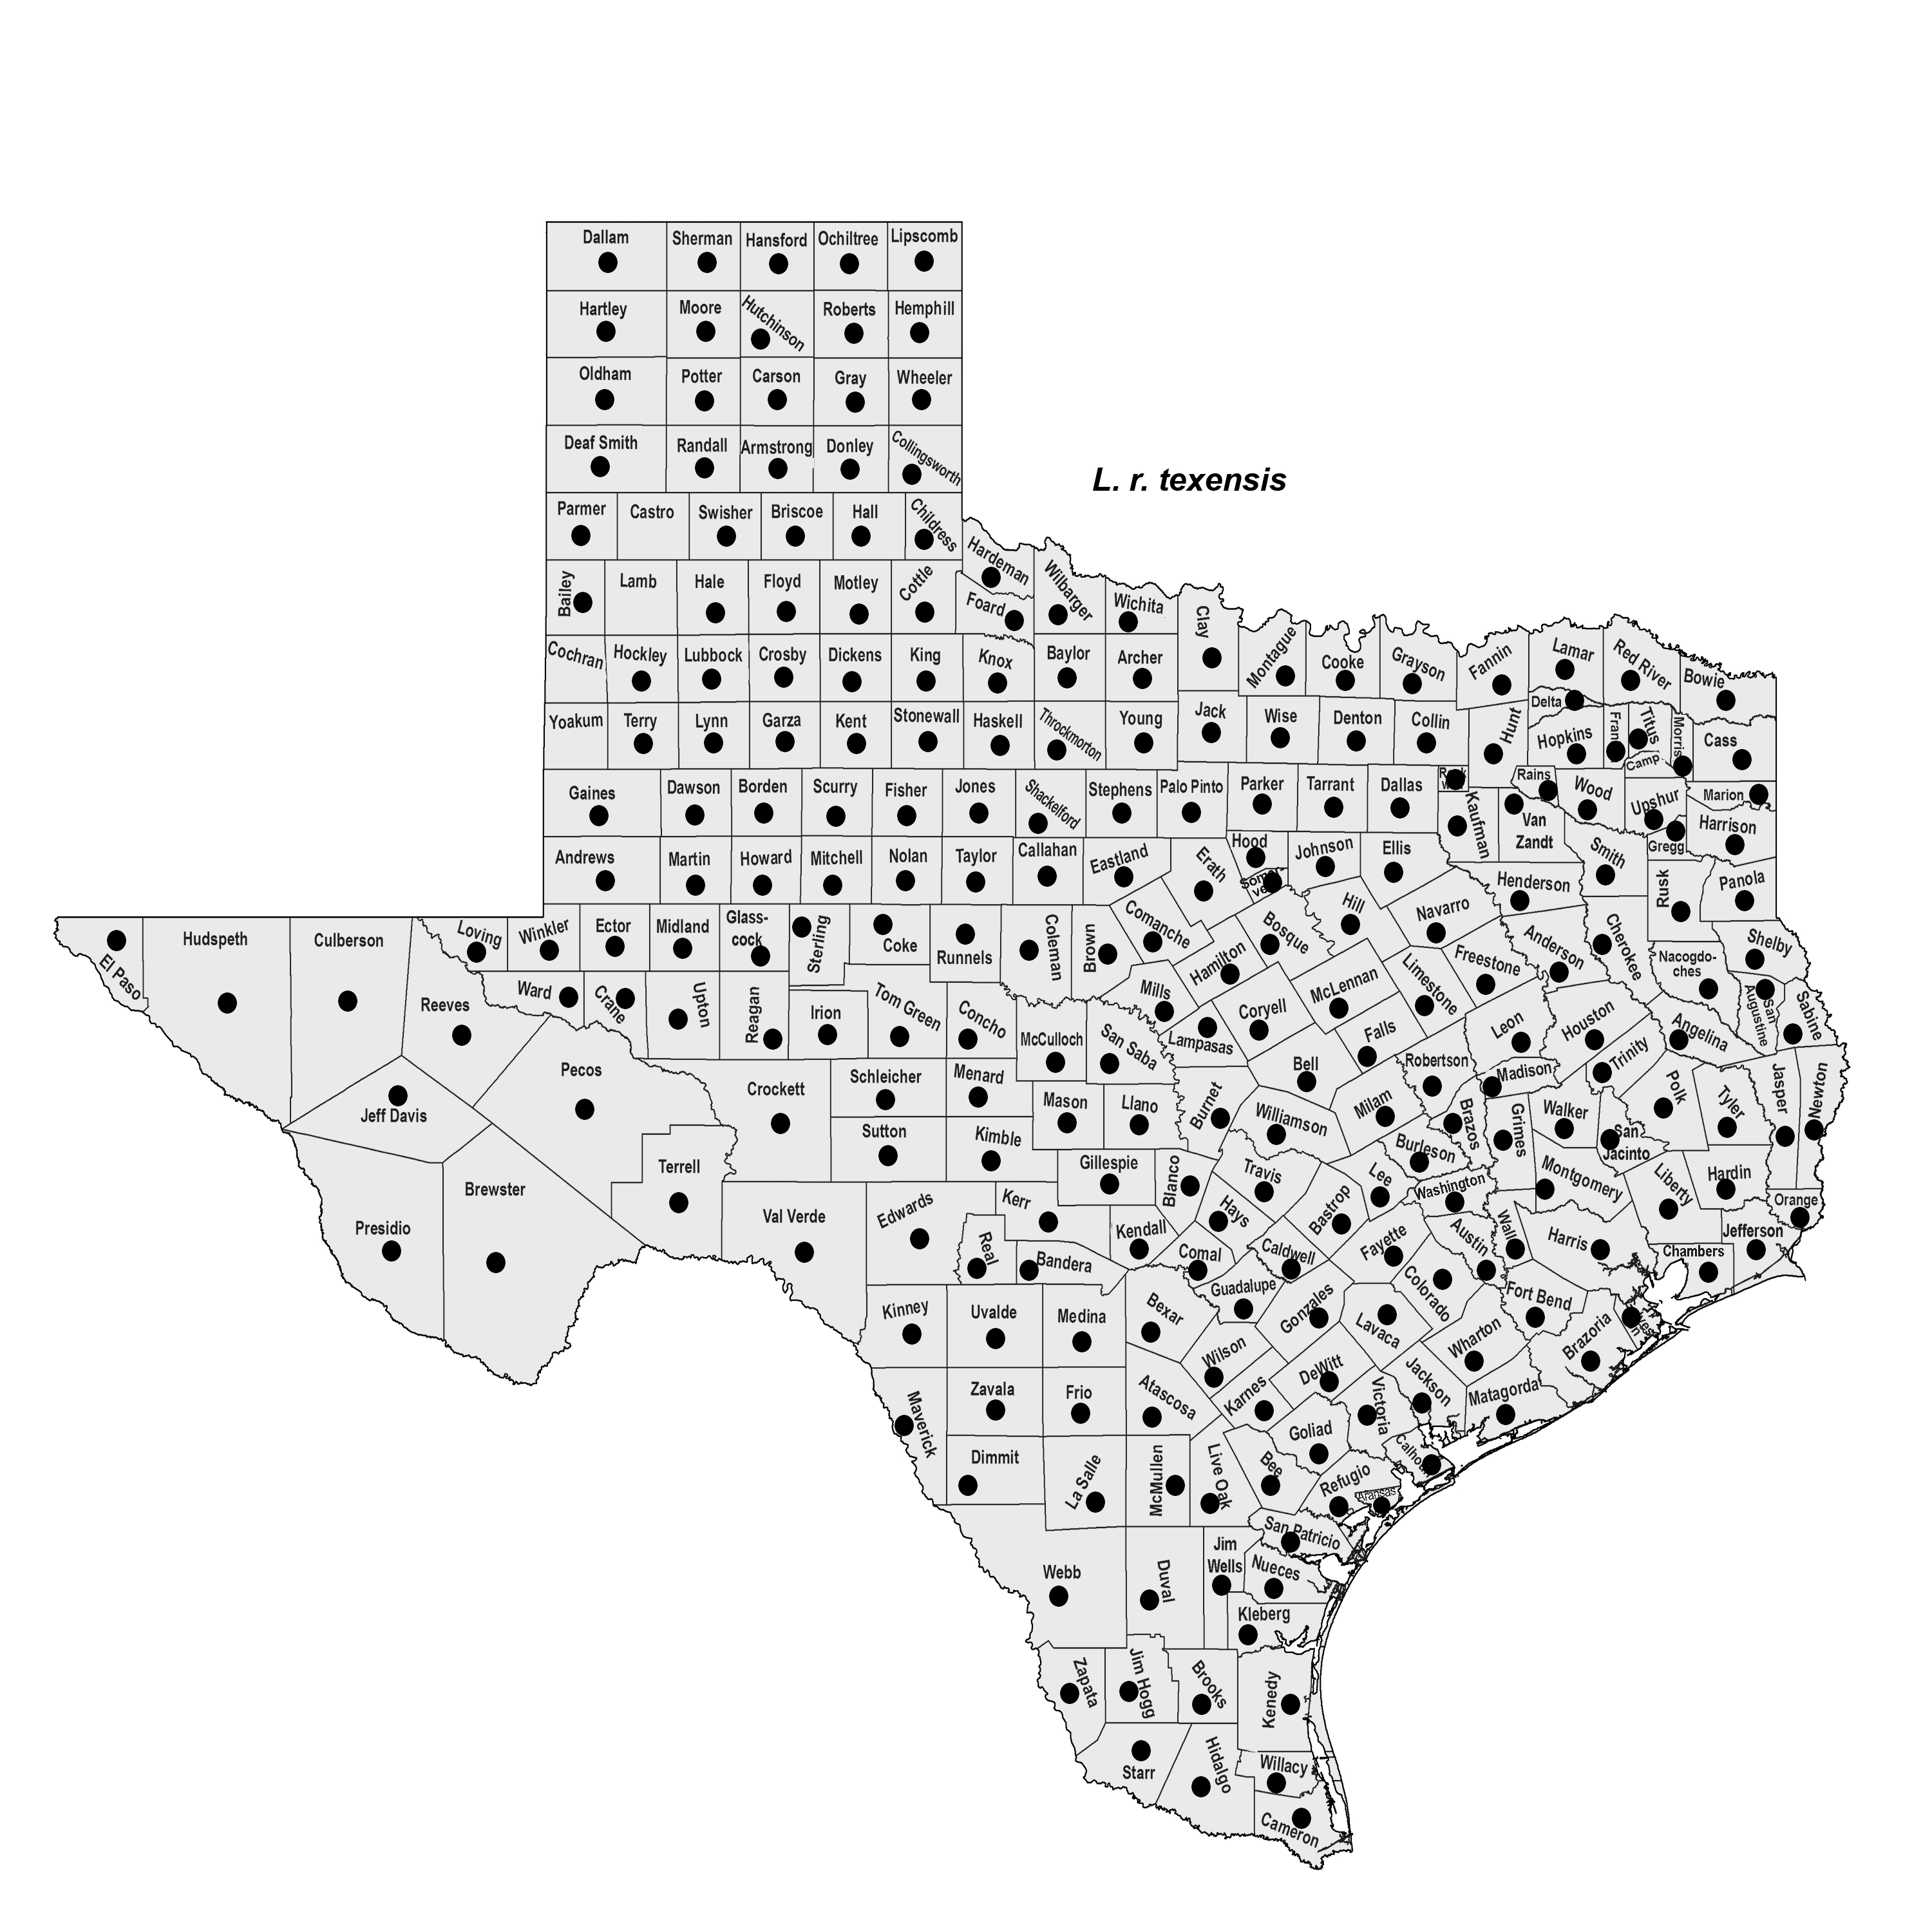 Dallam Sherman Hansford Ochiltree Lipscomb
Hartley Moore Hutchinson Roberts Hemphill
Oldham Potter Carson Gray Wheeler
Deaf Smith Randall Armstrong Donley Collingsworth
L. r. texensis
Parmer Castro Swisher Briscoe Hall Childress
Hardeman
Bailey Lamb Hale Floyd Motley Cottle Foard Wilbarger Wichita Clay
Cochran Hockley Lubbock Crosby Dickens King Knox Baylor Archer Montague Cooke Grayson Fannin Lamar Red River Bowie
Yoakum Terry Lynn Garza Kent Stonewall Haskell Throckmorton Young Jack Wise Denton Collin Hunt Delta Hopkins Fran Titus Morris Cass
Camp.
Gaines Dawson Borden Scurry Fisher Jones Shackelford Stephens Palo Pinto Parker Tarrant Dallas Kaufman Rains Wood Upshur Marion
Van
Zandt
Harrison
Gregg
Andrews Martin Howard Mitchell Nolan Taylor Callahan Eastland Erath Hood Johnson Ellis Henderson Smith Rusk Panola
El Paso Hudspeth Culberson Loving Winkler Ector Midland Glass-
cock
Sterling Coke Runnels Coleman Brown Comanche Hamilton Bosque Hill Navarro Anderson Cherokee Shelby
Nacogdo-
ches
Reeves Ward Crane Upton Reagan Irion Tom Green Concho McCulloch San Saba Mills Lampasas Coryell McLennan Limestone Freestone Falls Leon Houston Trinity Angelina San
Augustine
Sabine
Jeff Davis Pecos Crockett Schleicher Menard Mason Llano Burnet Bell Milam Robertson Madison Walker Polk Tyler Jasper Newton
Terrell Sutton Kimble Gillespie Blanco Williamson Travis Lee Burleson Brazos Grimes San
Jacinto
Presidio Brewster Val Verde Edwards Real Kerr Bandera Kendall Hays Comal Caldwell Bastrop Fayette Washington Austin Montgomery Liberty Hardin Orange
Wall Harris Chambers Jefferson
Kinney Uvalde Medina Bexar Guadalupe Gonzales Lavaca Colorado Fort Bend
Wilson Wharton Brazoria
Maverick Zavala Frio Atascosa Karnes DeWitt Victoria Jackson Matagorda
Dimmit La Salle McMullen Live Oak Bee Goliad Refugio Calhoun
Aransas
San Patricio
Webb Duval Jim
Wells
Nueces
Kleberg
Zapata Jim Hogg Brooks Kenedy
Starr Hidalgo Willacy
Cameron